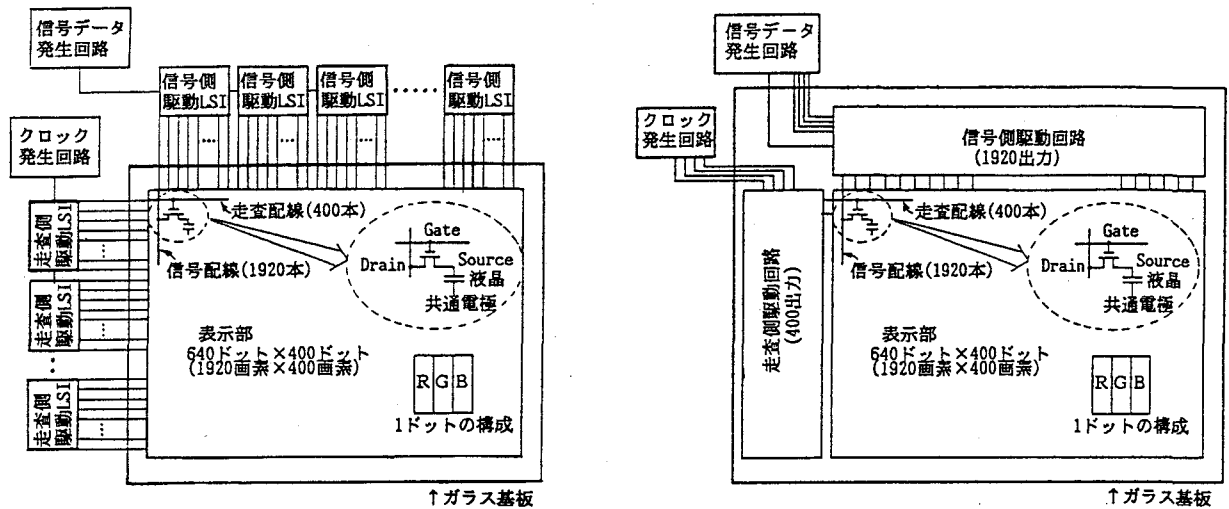 信号データ
発生回路
信号側
駆動LSI
信号側
駆動LSI
信号側
駆動LSI
信号側
駆動LSI
クロック
発生回路
走査側
駆動LSI
走査側
駆動LSI
走査側
駆動LSI
走査配線(400本)
信号配線(1920本)
Gate
Drain
Source
液晶
共通電極
表示部
640ドット×400ドット
(1920画素×400画素)
R G B
1ドットの構成
↑ガラス基板
信号データ
発生回路
クロック
発生回路
信号側駆動回路
(1920出力)
走査側駆動回路
(400出力)
走査配線(400本)
信号配線(1920本)
Gate
Drain
Source
液晶
共通電極
表示部
640ドット×400ドット
(1920画素×400画素)
R G B
1ドットの構成
↑ガラス基板